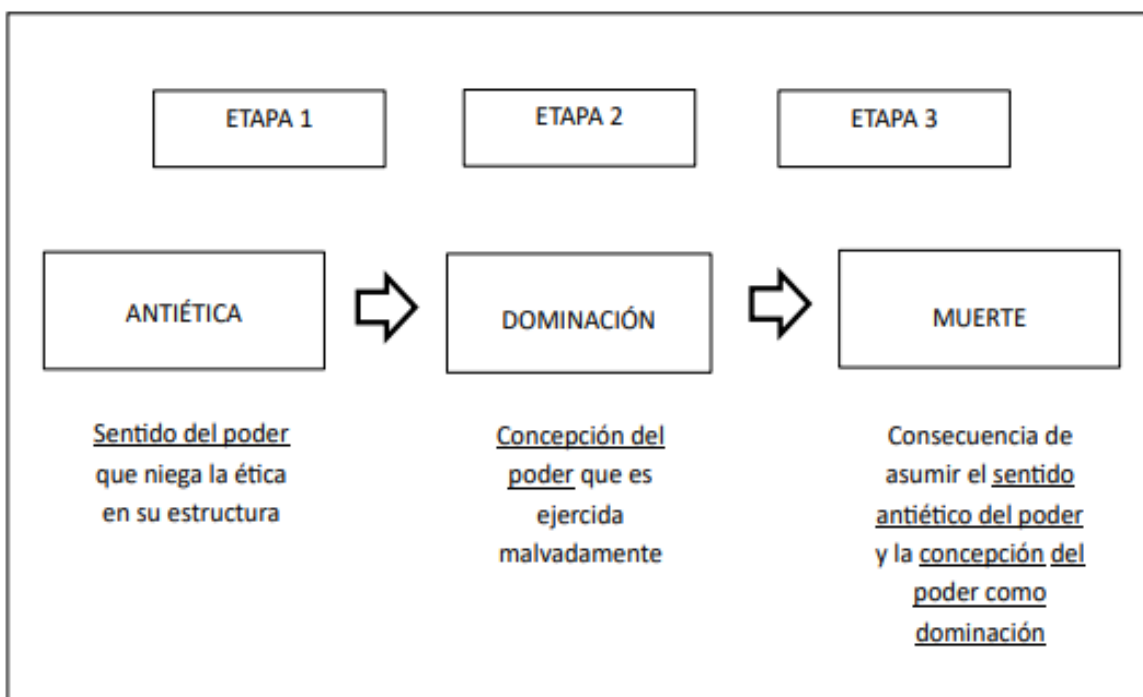 ETAPA 1
ETAPA 2
ETAPA 3
ANTIÉTICA
DOMINACIÓN
MUERTE
Sentido del poder
que niega la ética
en su estructura
Concepción del
poder que es
ejercida
malvadamente
Consecuencia de
asumir el sentido
antiético del poder
y la concepción del
poder como
dominación